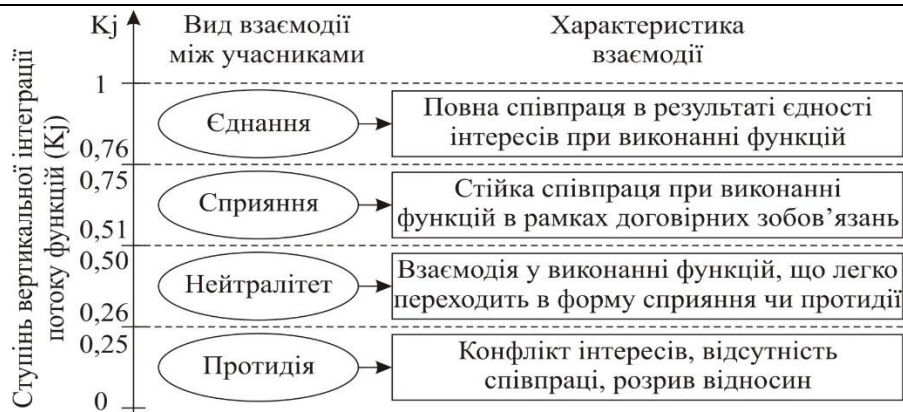 Kj
Вид взаємодії
між учасниками
Характеристика
взаємодії
Ступінь вертикальної інтеграції
потоку функцій (Kj)
1
Єднання
Повна співпраця в результаті єдності
інтересів при виконанні функцій
0,76
0,75
Сприяння
Стійка співпраця при виконанні
функцій в рамках договірних зобов’язань
0,51
0,50
Нейтралітет
Взаємодія у виконанні функцій, що легко
переходить в форму сприяння чи протидії
0,26
0,25
Протидія
Конфлікт інтересів, відсутність
співпраці, розрив відносин
0